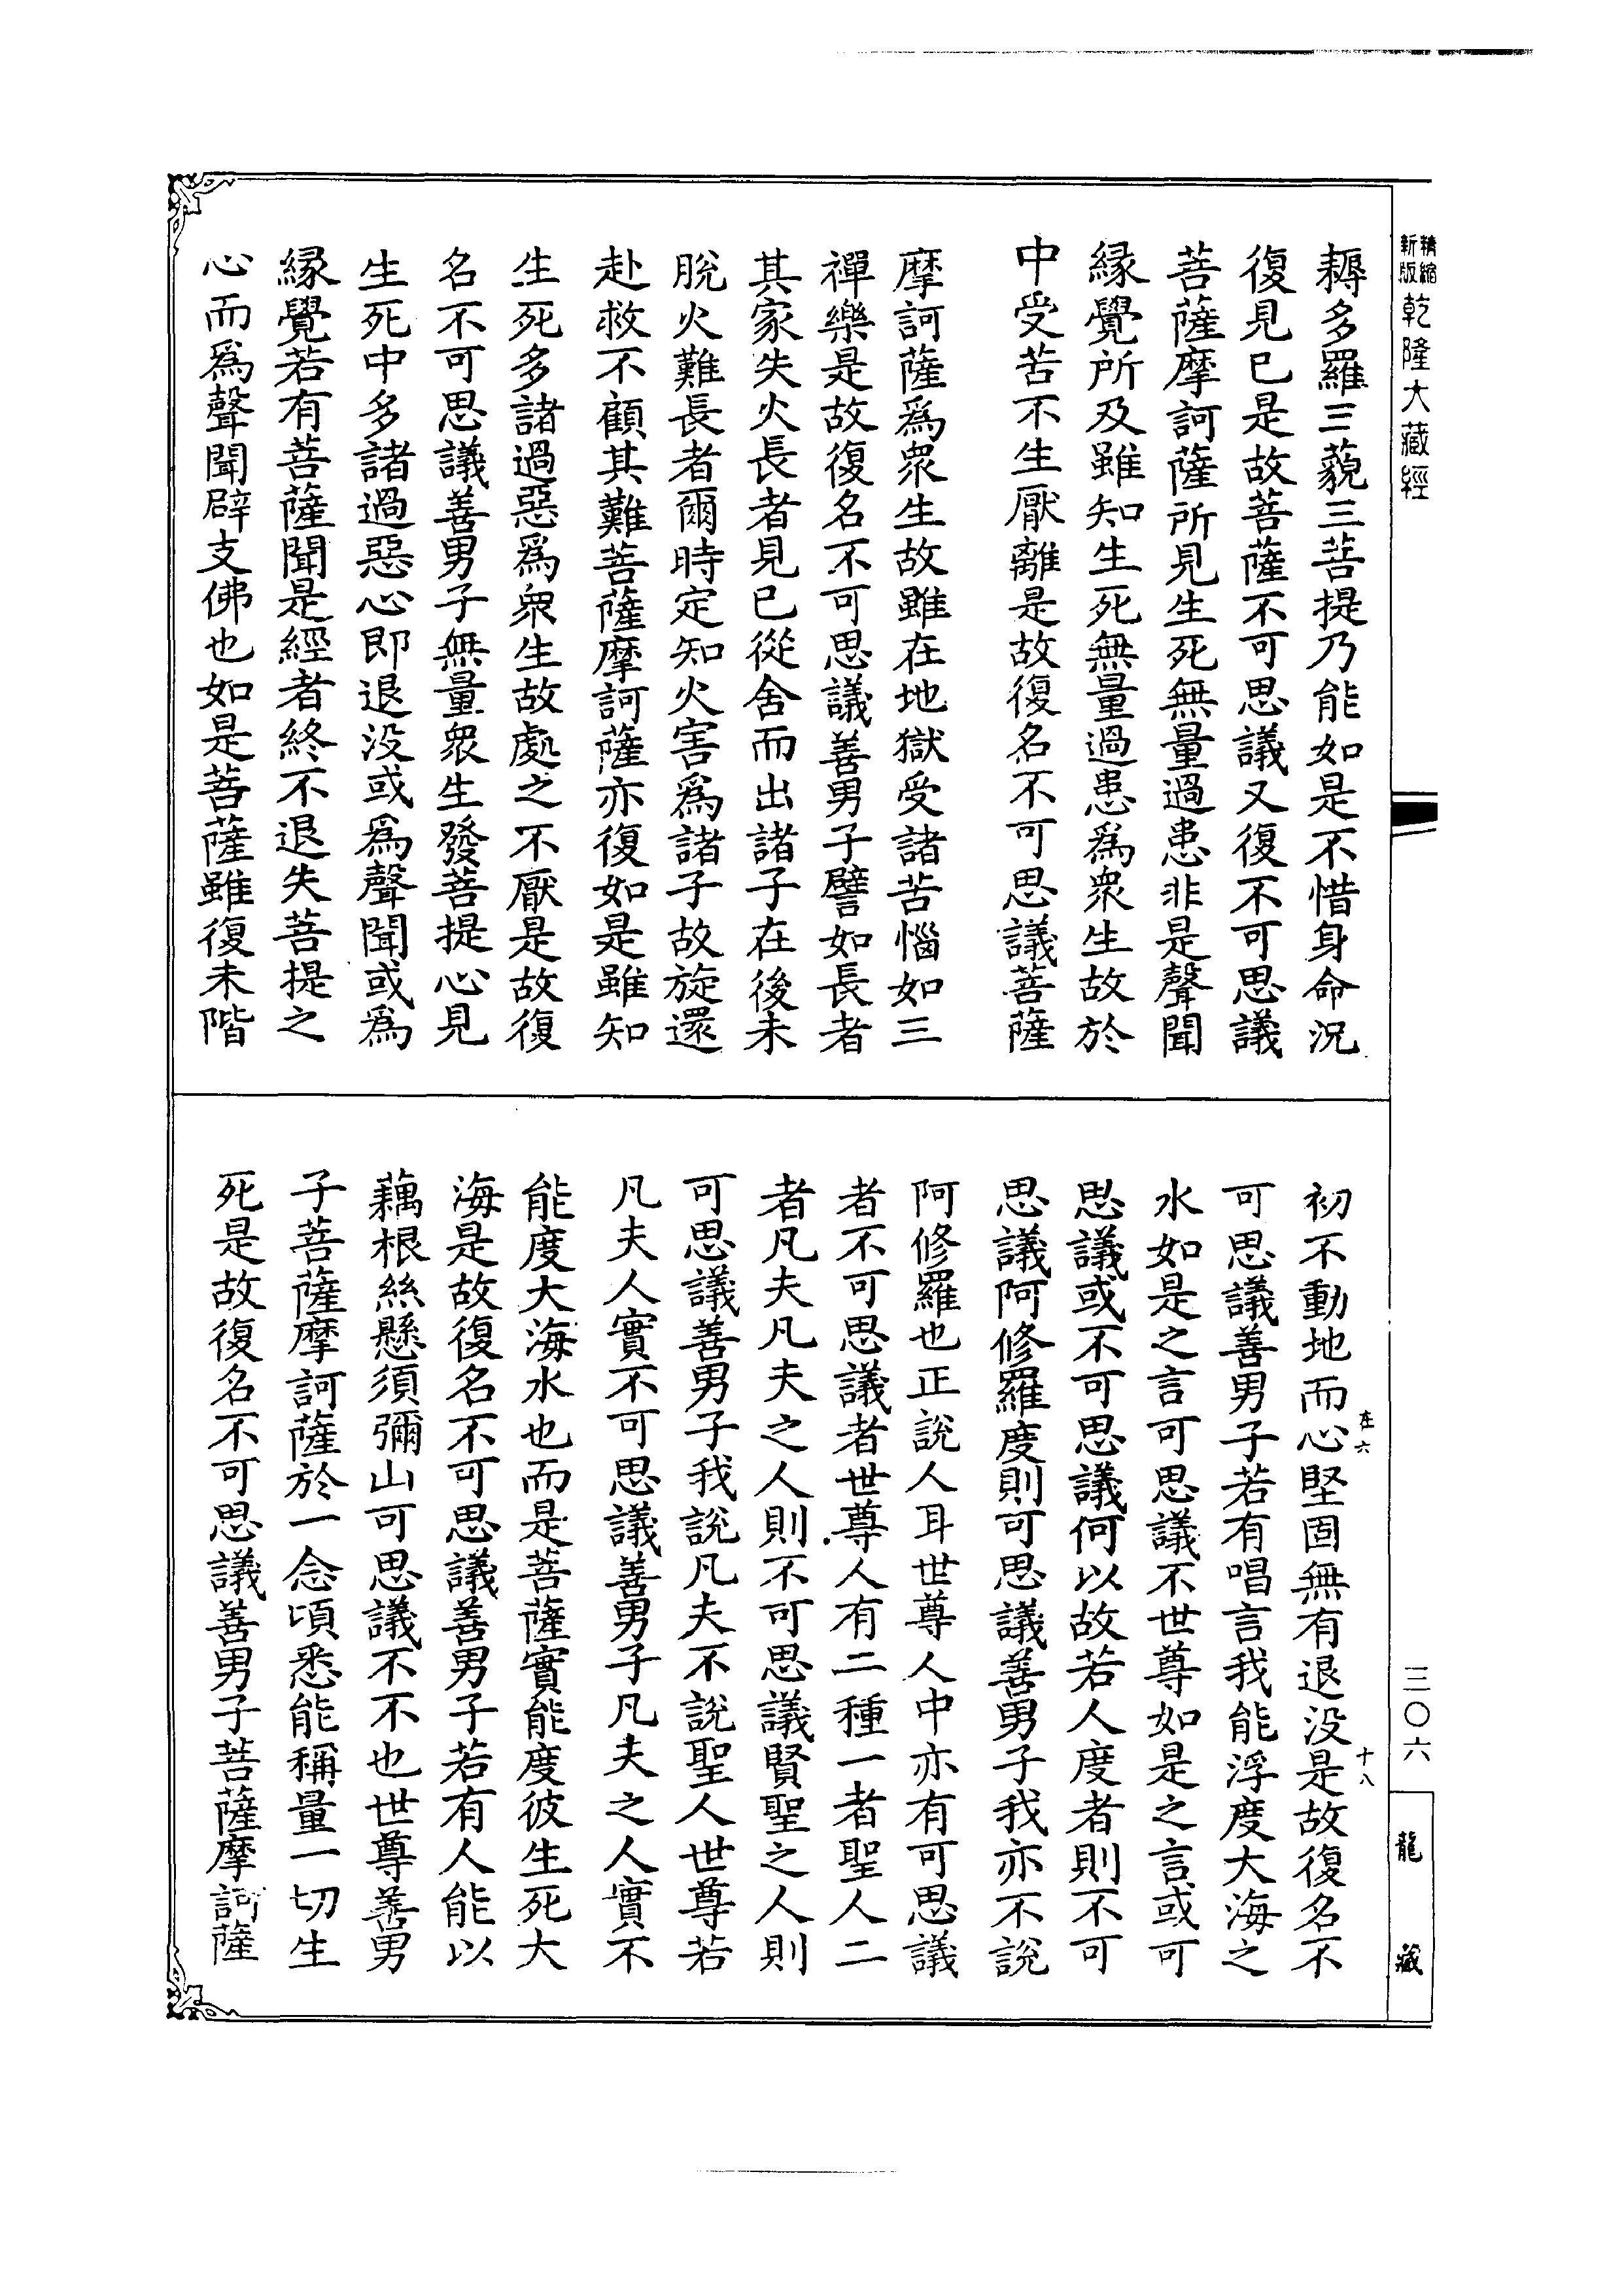 精縮新版乾隆大藏經
耨多羅三藐三菩提乃能如是不惜身命況
復見已是故菩薩不可思議又復不可思議
菩薩摩訶薩所見生死無量過患非是聲聞
緣覺所及雖知生死無量過患爲衆生故於
中受苦不生厭離是故復名不可思議菩薩
摩訶薩爲衆生故雖在地獄受諸苦惱如三
禪樂是故復名不可思議善男子譬如長者
其家失火長者見已從舍而出諸子在後未
脫火難長者爾時定知火害爲諸子故旋還
赴救不顧其難菩薩摩訶薩亦復如是雖知
生死多諸過惡爲衆生故處之不厭是故復
名不可思議善男子無量衆生發菩提心見
生死中多諸過惡心即退没或爲聲聞或爲
緣覺若有菩薩聞是經者終不退失菩提之
心而爲聲聞辟支佛也如是菩薩雖復未階
初不動地而心堅固無有退没是故復名不
可思議善男子若有唱言我能浮度大海之
水如是之言可思議不世尊如是之言或可
思議或不可思議何以故若人度者則不可
思議阿修羅度則可思議善男子我亦不說
阿修羅也正說人耳世尊人中亦有可思議
者不可思議者世尊人有二種一者聖人二
者凡夫凡夫之人則不可思議賢聖之人則
可思議善男子我說凡夫不說聖人世尊若
凡夫人實不可思議善男子凡夫之人實不
能度大海水也而是菩薩實能度彼生死大
海是故復名不可思議善男子若有人能以
藕根絲懸須彌山可思議不不也世尊善男
子菩薩摩訶薩於一念頃悉能稱量一切生
死是故復名不可思議善男子菩薩摩訶薩
在六
十八
三〇六
龍藏